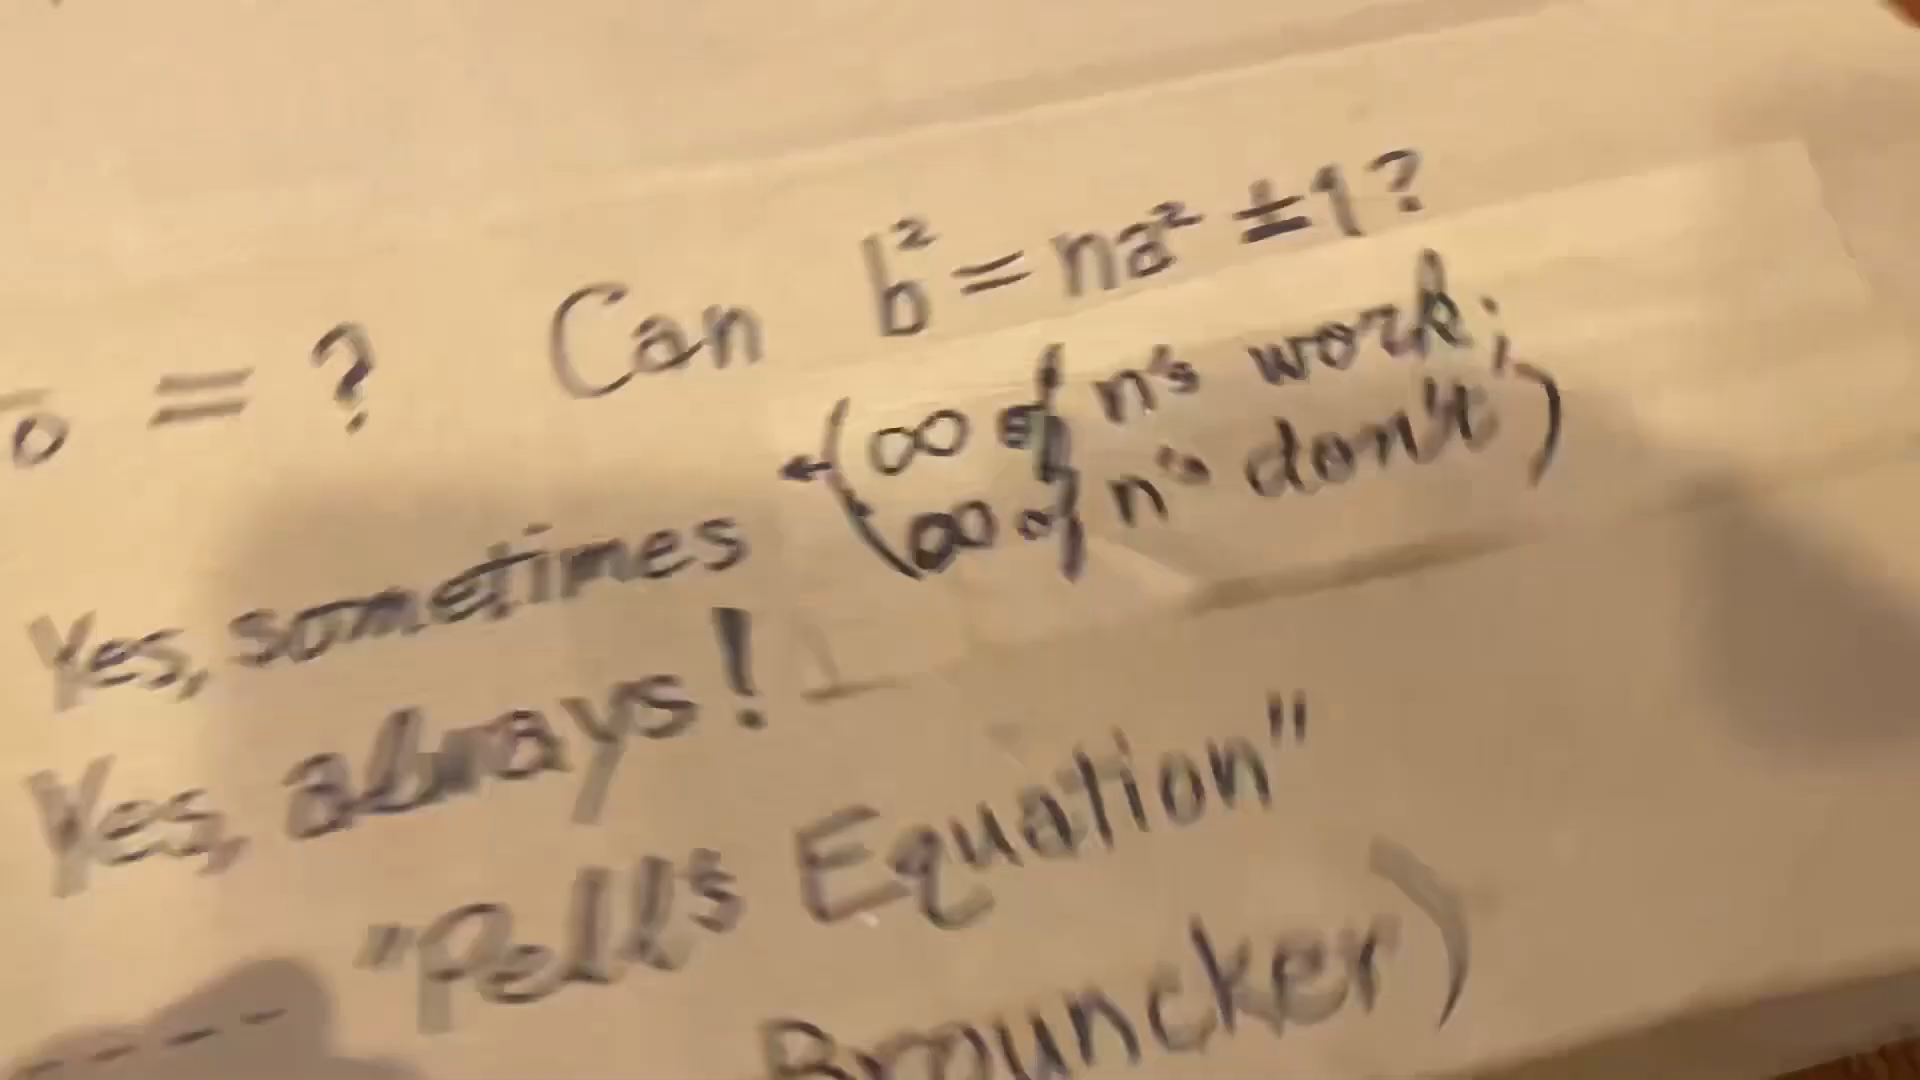 o = ? Can b² = na² ± 1?
(∞ of n's work;
∞ of n's don't)
Yes, sometimes
Yes, always!
"Pell's Equation"
Brouncker)